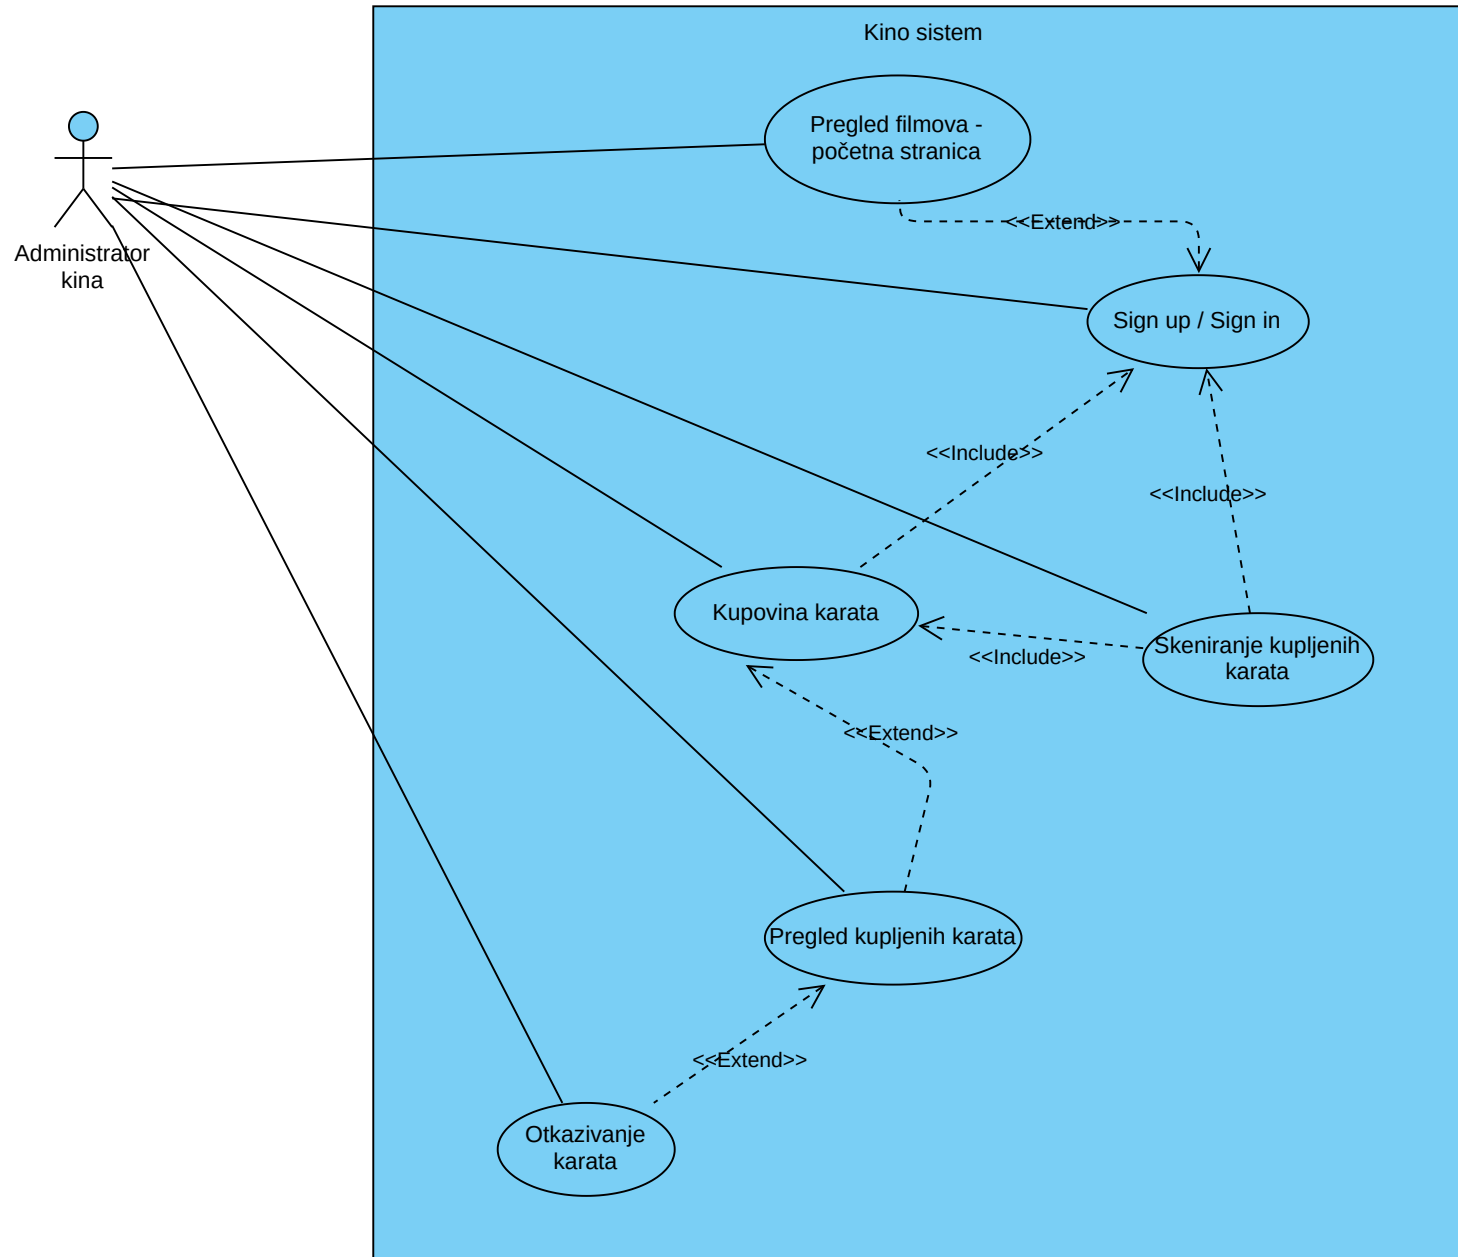 Kino sistem
Pregled filmova -
početna stranica
<<Extend>>
Administrator
kina
Sign up / Sign in
<<Include>>
<<Include>>
Kupovina karata
Skeniranje kupljenih
karata
<<Include>>
<<Extend>>
Pregled kupljenih karata
<<Extend>>
Otkazivanje
karata